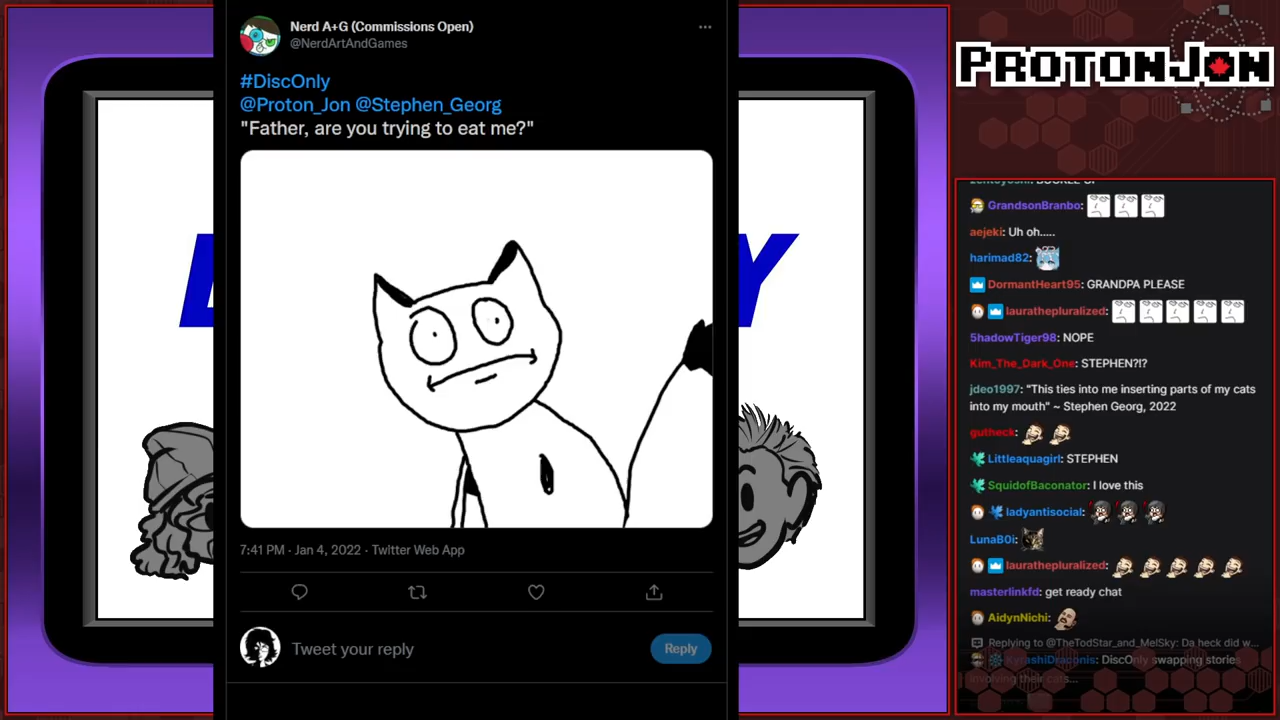 Nerd A+G (Commissions Open)
@NerdArtAndGames
#DiscOnly
@Proton_Jon @Stephen_Georg
"Father, are you trying to eat me?"
7:41 PM · Jan 4, 2022 · Twitter Web App
Tweet your reply
Reply
PROTONJON
GrandsonBranbo:
aejeki: Uh oh.....
harimad82:
DormantHeart95: GRANDPA PLEASE
laurathepluralized:
5hadowTiger98: NOPE
Kim_The_Dark_One: STEPHEN?!?
jdeo1997: "This ties into me inserting parts of my cats
into my mouth" ~ Stephen Georg, 2022
gutheck:
Littleaquagirl: STEPHEN
SquidofBaconator: I love this
ladyantisocial:
LunaB0i:
laurathepluralized:
masterlinkfd: get ready chat
AidynNichi:
Replying to @TheTodStar_and_MelSky: Da heck did w...
KyrashiDraconis: DiscOnly swapping stories
involving their cats...